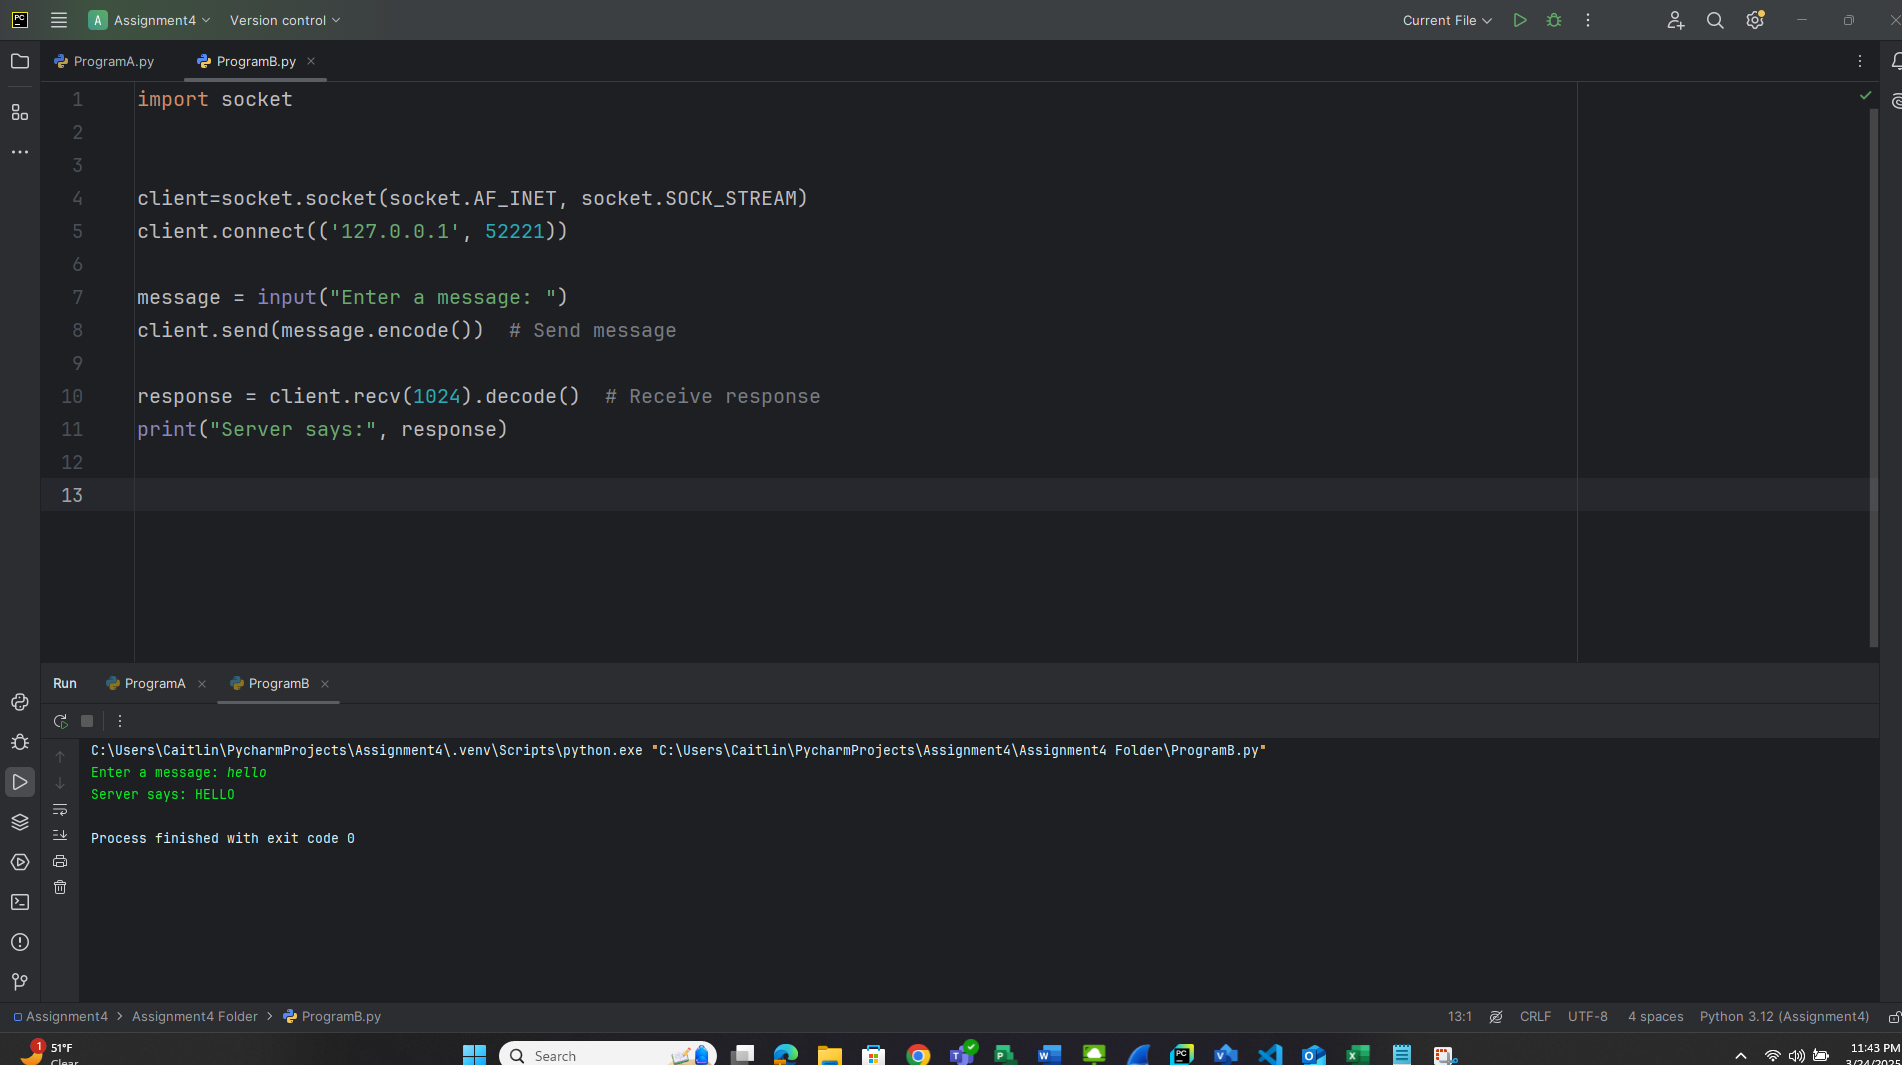 PC
A Assignment4
Version control
Current File
ProgramA.py
ProgramB.py
1 import socket
2
3
4 client=socket.socket(socket.AF_INET, socket.SOCK_STREAM)
5 client.connect(('127.0.0.1', 52221))
6
7 message = input("Enter a message: ")
8 client.send(message.encode())  # Send message
9
10 response = client.recv(1024).decode()  # Receive response
11 print("Server says:", response)
12
13
Run
ProgramA
ProgramB
C:\Users\Caitlin\PycharmProjects\Assignment4\.venv\Scripts\python.exe "C:\Users\Caitlin\PycharmProjects\Assignment4\Assignment4 Folder\ProgramB.py"
Enter a message: hello
Server says: HELLO
Process finished with exit code 0
Assignment4 > Assignment4 Folder > ProgramB.py
13:1
CRLF
UTF-8
4 spaces
Python 3.12 (Assignment4)
1
51°F
Clear
Search
11:43 PM
3/24/2025